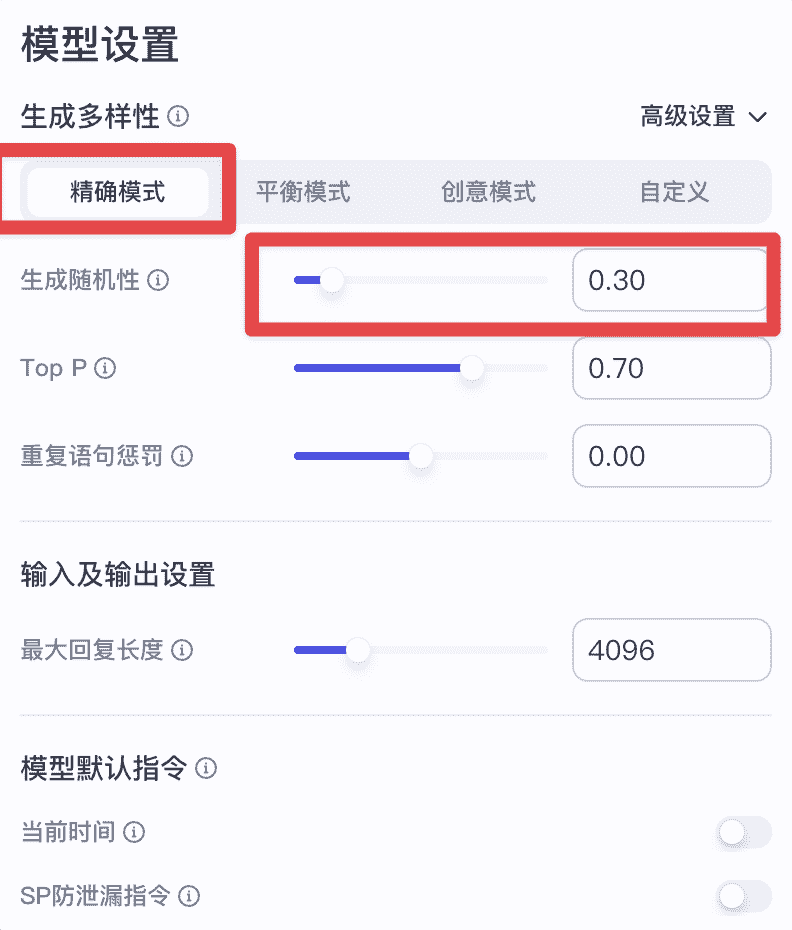 模型设置
生成多样性 高级设置
精确模式 平衡模式 创意模式 自定义
生成随机性 0.30
Top P 0.70
重复语句惩罚 0.00
输入及输出设置
最大回复长度 4096
模型默认指令
当前时间
SP防泄漏指令